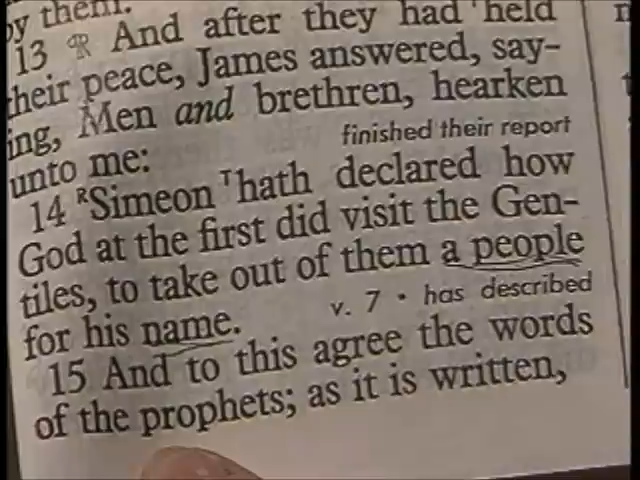 by them.
13 ℟ And after they had held
their peace, James answered, say-
ing, Men and brethren, hearken
unto me:
finished their report
14 ᴿSimeon ᵀhath declared how
God at the first did visit the Gen-
tiles, to take out of them a people
for his name.
v. 7 • has described
15 And to this agree the words
of the prophets; as it is written,